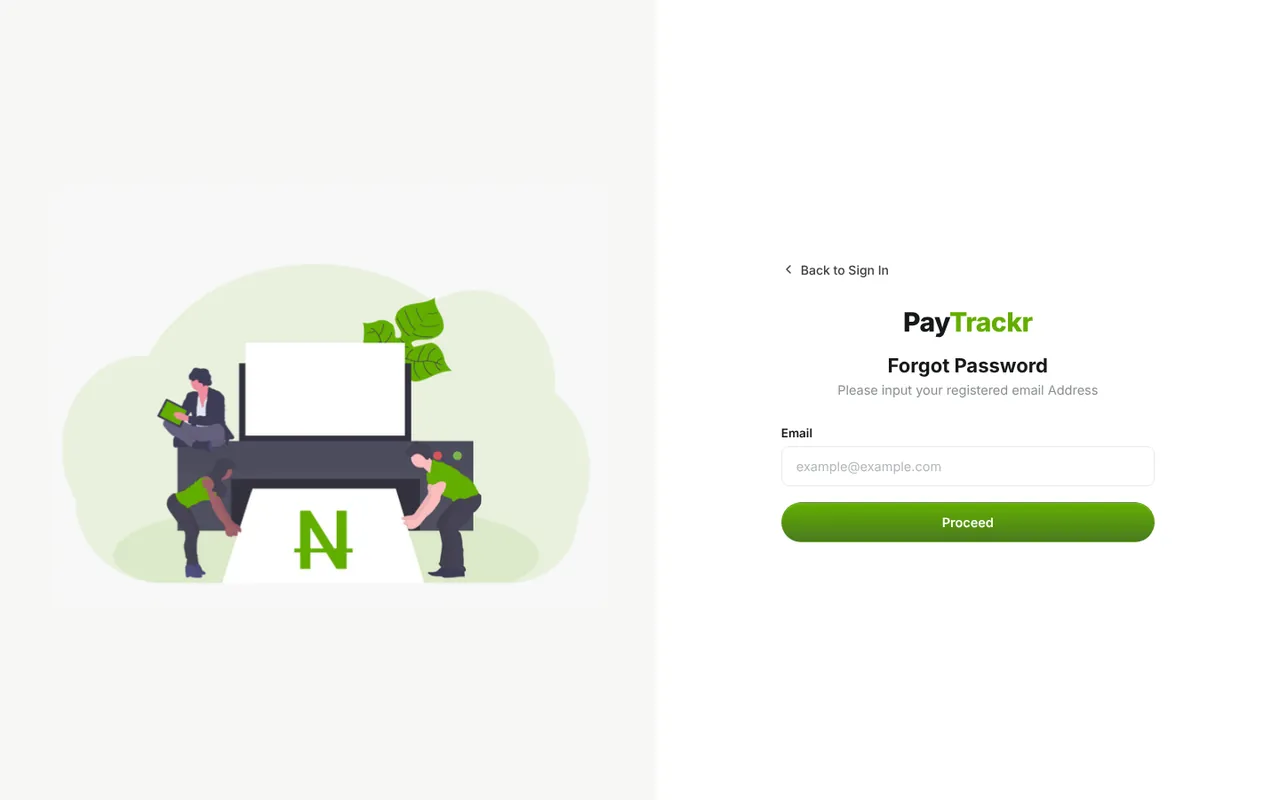 Back to Sign In
PayTrackr
Forgot Password
Please input your registered email Address
Email
example@example.com
Proceed
₦